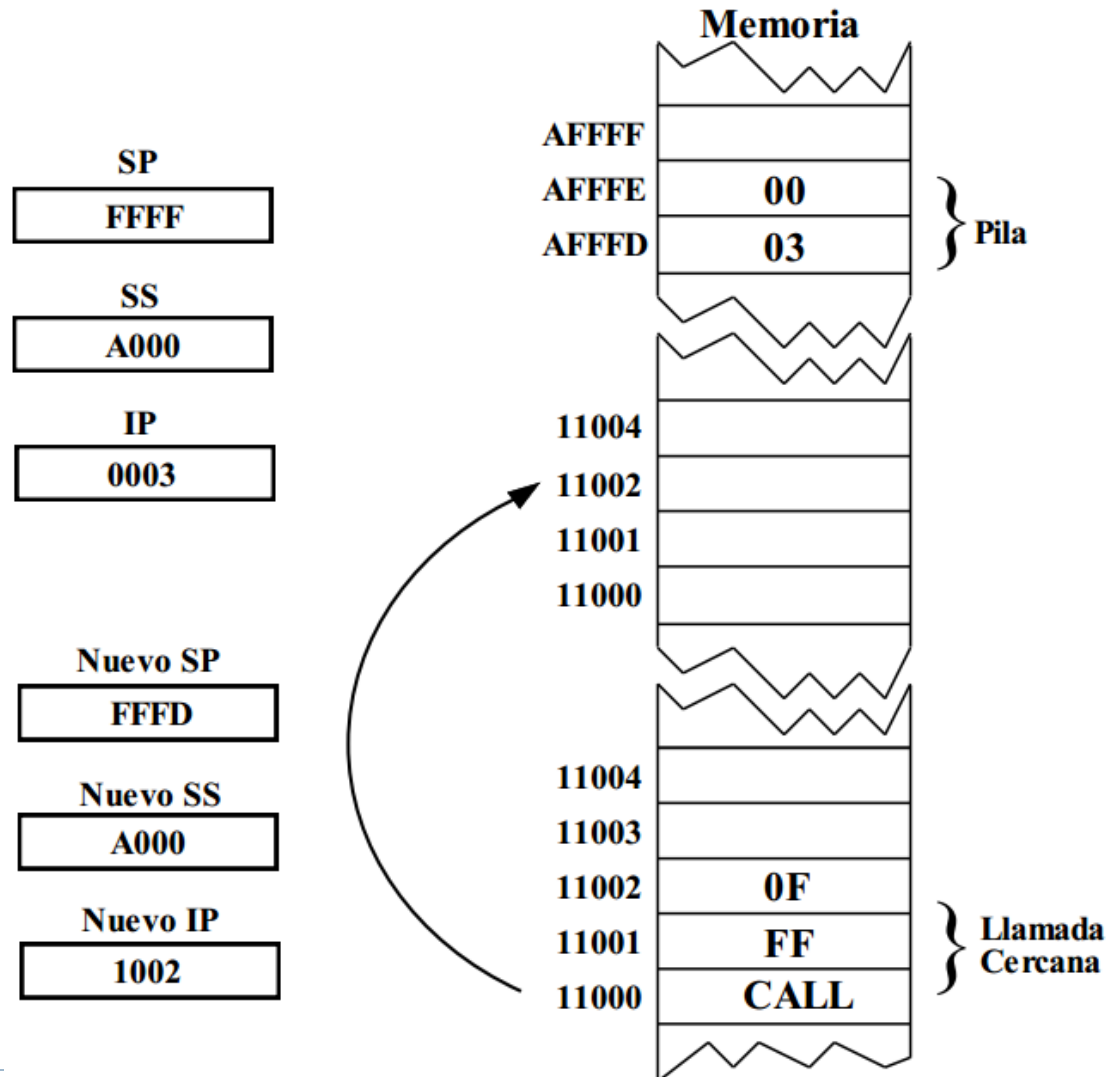 Memoria
SP
FFFF
SS
A000
IP
0003
Nuevo SP
FFFD
Nuevo SS
A000
Nuevo IP
1002
AFFFF
AFFFE 00
AFFFD 03
Pila
11004
11002
11001
11000
11004
11003
11002 0F
11001 FF
11000 CALL
Llamada
Cercana